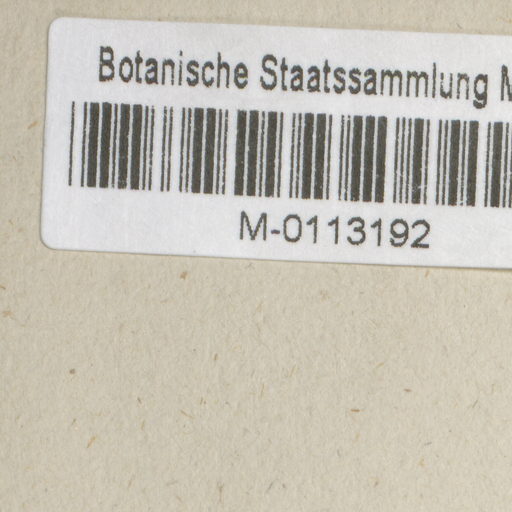 Botanische Staatssammlung M
M-0113192